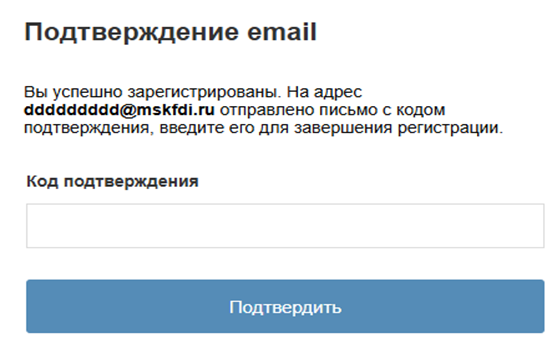 Подтверждение email
Вы успешно зарегистрированы. На адрес
ddddddddd@mskfdi.ru отправлено письмо с кодом
подтверждения, введите его для завершения регистрации.
Код подтверждения
Подтвердить